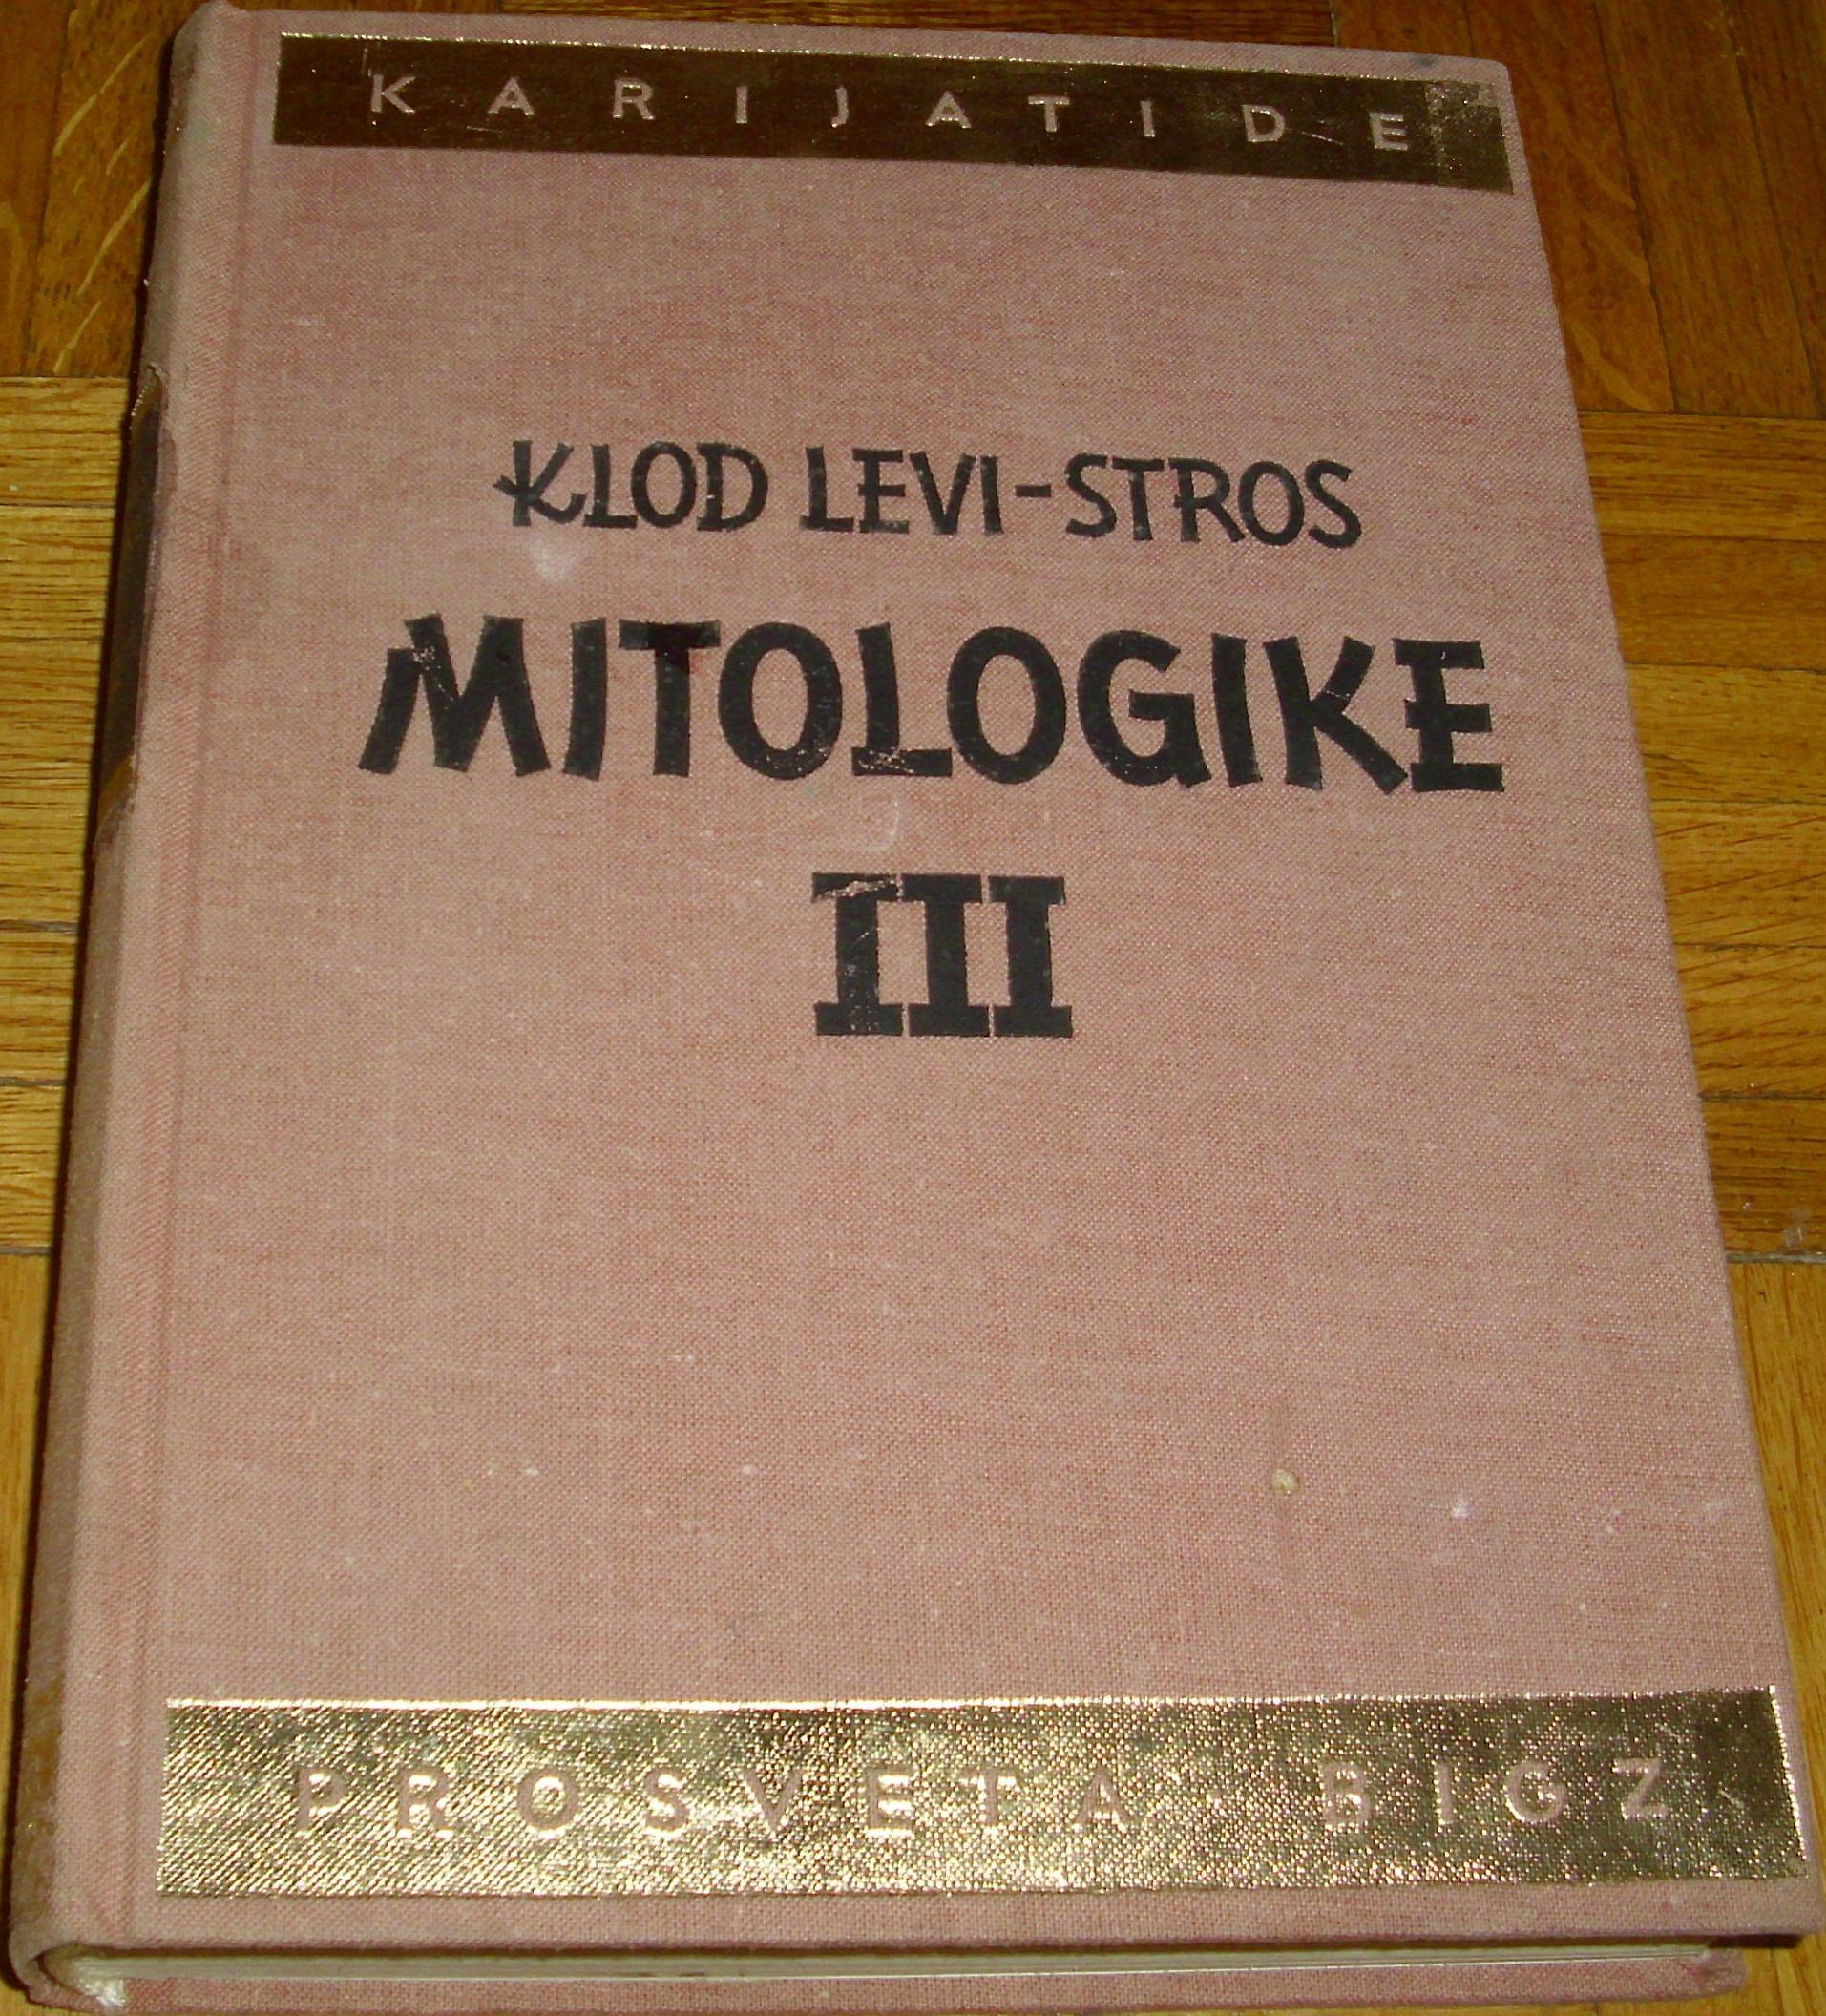 KARIJATIDE
KLOD LEVI-STROS
MITOLOGIKE
III
PROSVETA · BIGZ